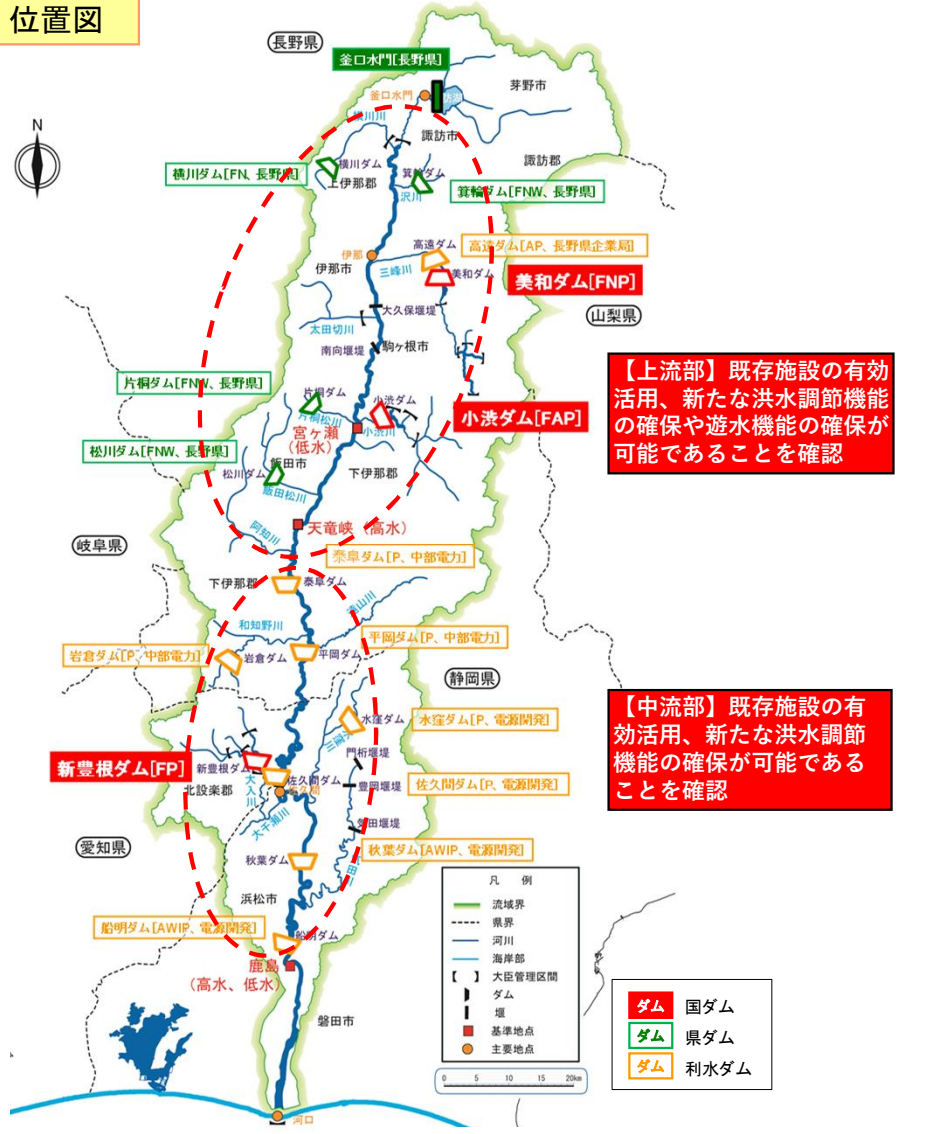 位置図
長野県
釜口水門[長野県]
釜口水門
茅野市
横川川
諏訪市
諏訪郡
N
横川ダム[FN、長野県]
横川ダム
上伊那郡
箕輪ダム
沢川
箕輪ダム[FNW、長野県]
高遠ダム
高遠ダム[AP、長野県企業局]
伊那
伊那市
三峰川
美和ダム
美和ダム[FNP]
山梨県
大久保堰堤
太田切川
南向堰堤
駒ヶ根市
【上流部】既存施設の有効
活用、新たな洪水調節機能
の確保や遊水機能の確保が
可能であることを確認
片桐ダム[FNW、長野県]
片桐ダム
片桐松川
小渋ダム
小渋川
小渋ダム[FAP]
宮ヶ瀬
(低水)
松川ダム[FNW、長野県]
飯田市
松川ダム
下伊那郡
飯田松川
天竜峡(高水)
阿知川
岐阜県
泰阜ダム[P、中部電力]
下伊那郡
泰阜ダム
遠山川
和知野川
平岡ダム[P、中部電力]
岩倉ダム[P、中部電力]
岩倉ダム
平岡ダム
静岡県
【中流部】既存施設の有
効活用、新たな洪水調節
機能の確保が可能である
ことを確認
水窪ダム
水窪ダム[P、電源開発]
門桁堰堤
新豊根ダム[FP]
新豊根ダム
佐久間ダム
豊岡堰堤
佐久間ダム[P、電源開発]
北設楽郡
大入川
佐久間
大千瀬川
気田堰堤
愛知県
秋葉ダム
秋葉ダム[AWIP、電源開発]
浜松市
船明ダム[AWIP、電源開発]
船明ダム
鹿島
(高水、低水)
磐田市
河口
凡 例
流域界
県界
河川
海岸部
大臣管理区間
ダム
堰
基準地点
主要地点
0 5 10 15 20km
ダム 国ダム
ダム 県ダム
ダム 利水ダム